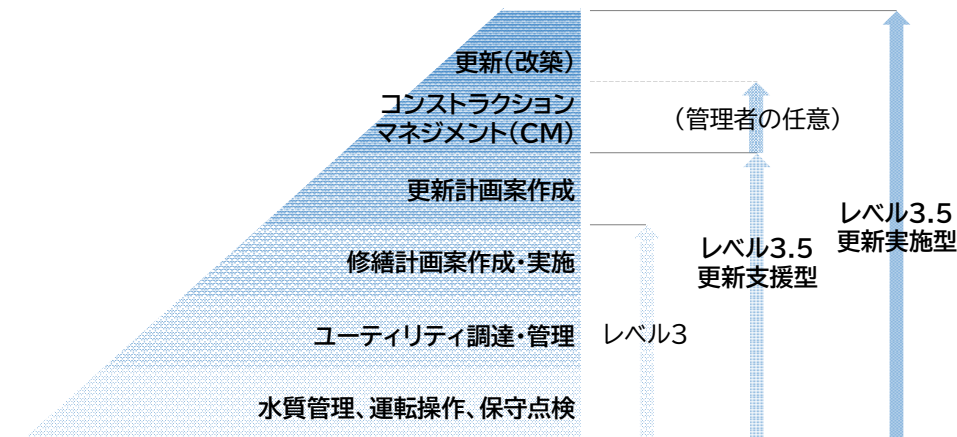 更新（改築）
コンストラクション
マネジメント（CM）
（管理者の任意）
更新計画案作成
レベル3.5
更新実施型
修繕計画案作成・実施
レベル3.5
更新支援型
ユーティリティ調達・管理
レベル3
水質管理、運転操作、保守点検